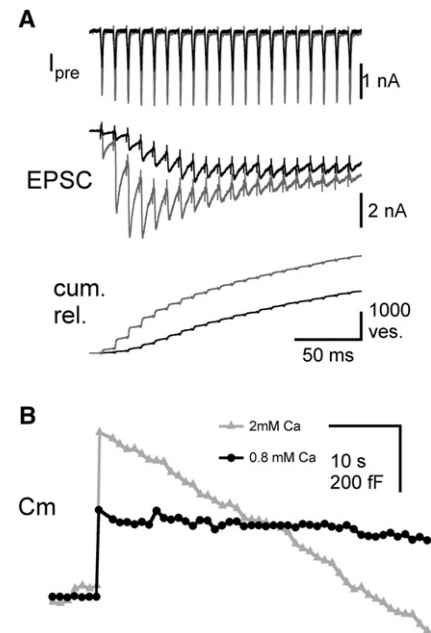 A
Ipre
1 nA
EPSC
2 nA
cum.
rel.
1000
ves.
50 ms
B
2mM Ca
0.8 mM Ca
10 s
200 fF
Cm